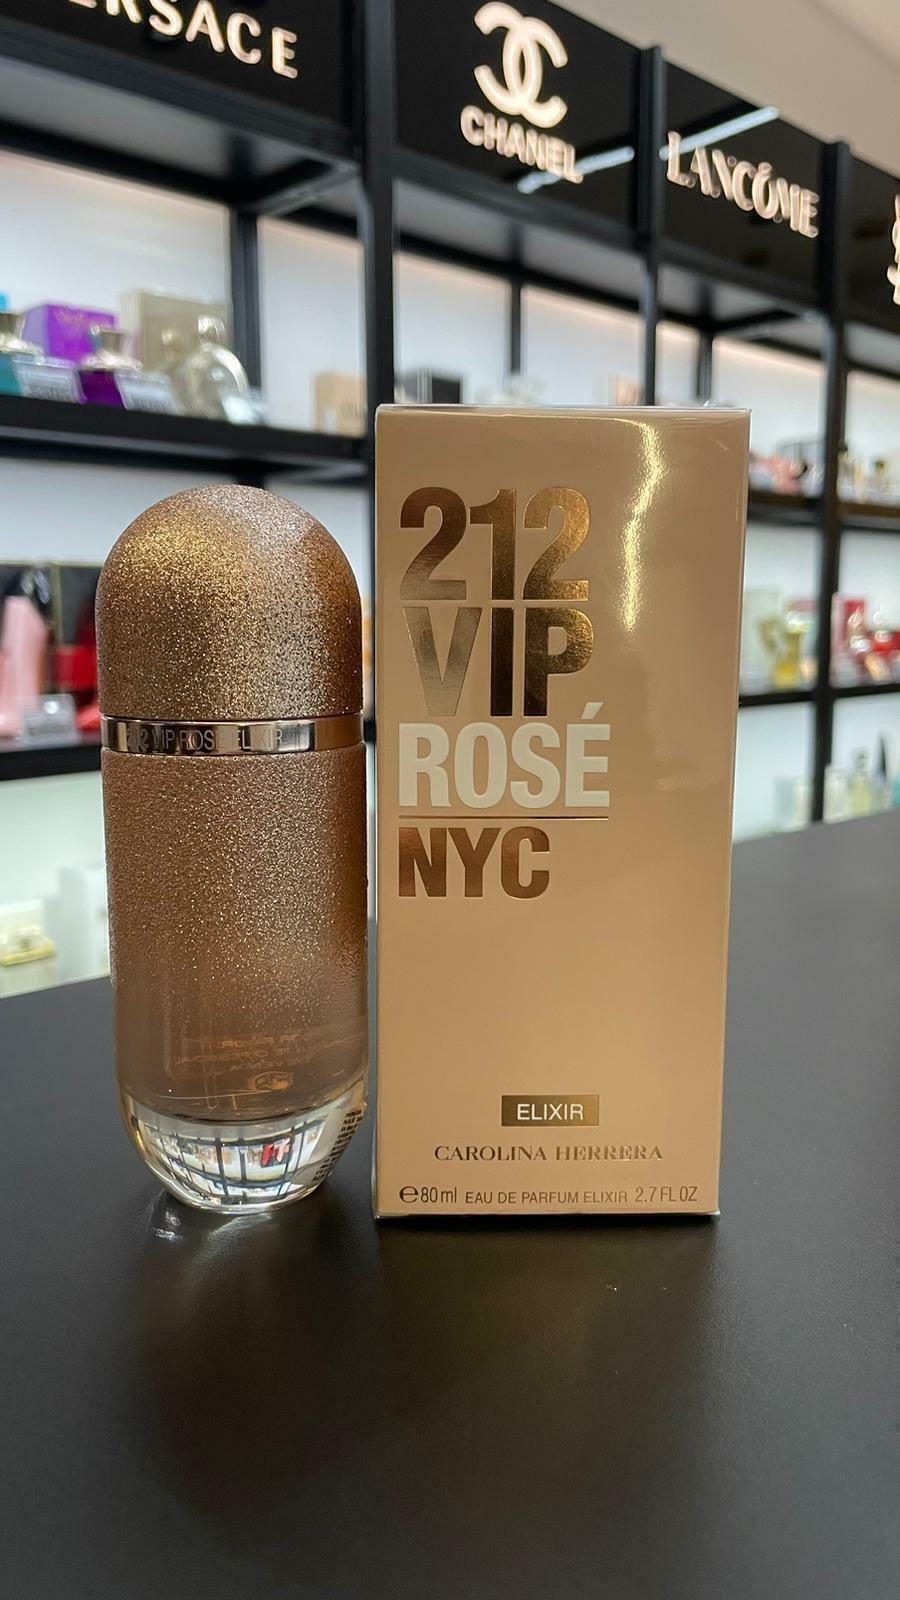 ERSACE
CHANEL
LANCÔME
212
VIP
ROSÉ
NYC
212 VIP ROSÉ ELIXIR
ELIXIR
CAROLINA HERRERA
℮80ml EAU DE PARFUM ELIXIR 2.7 FL OZ